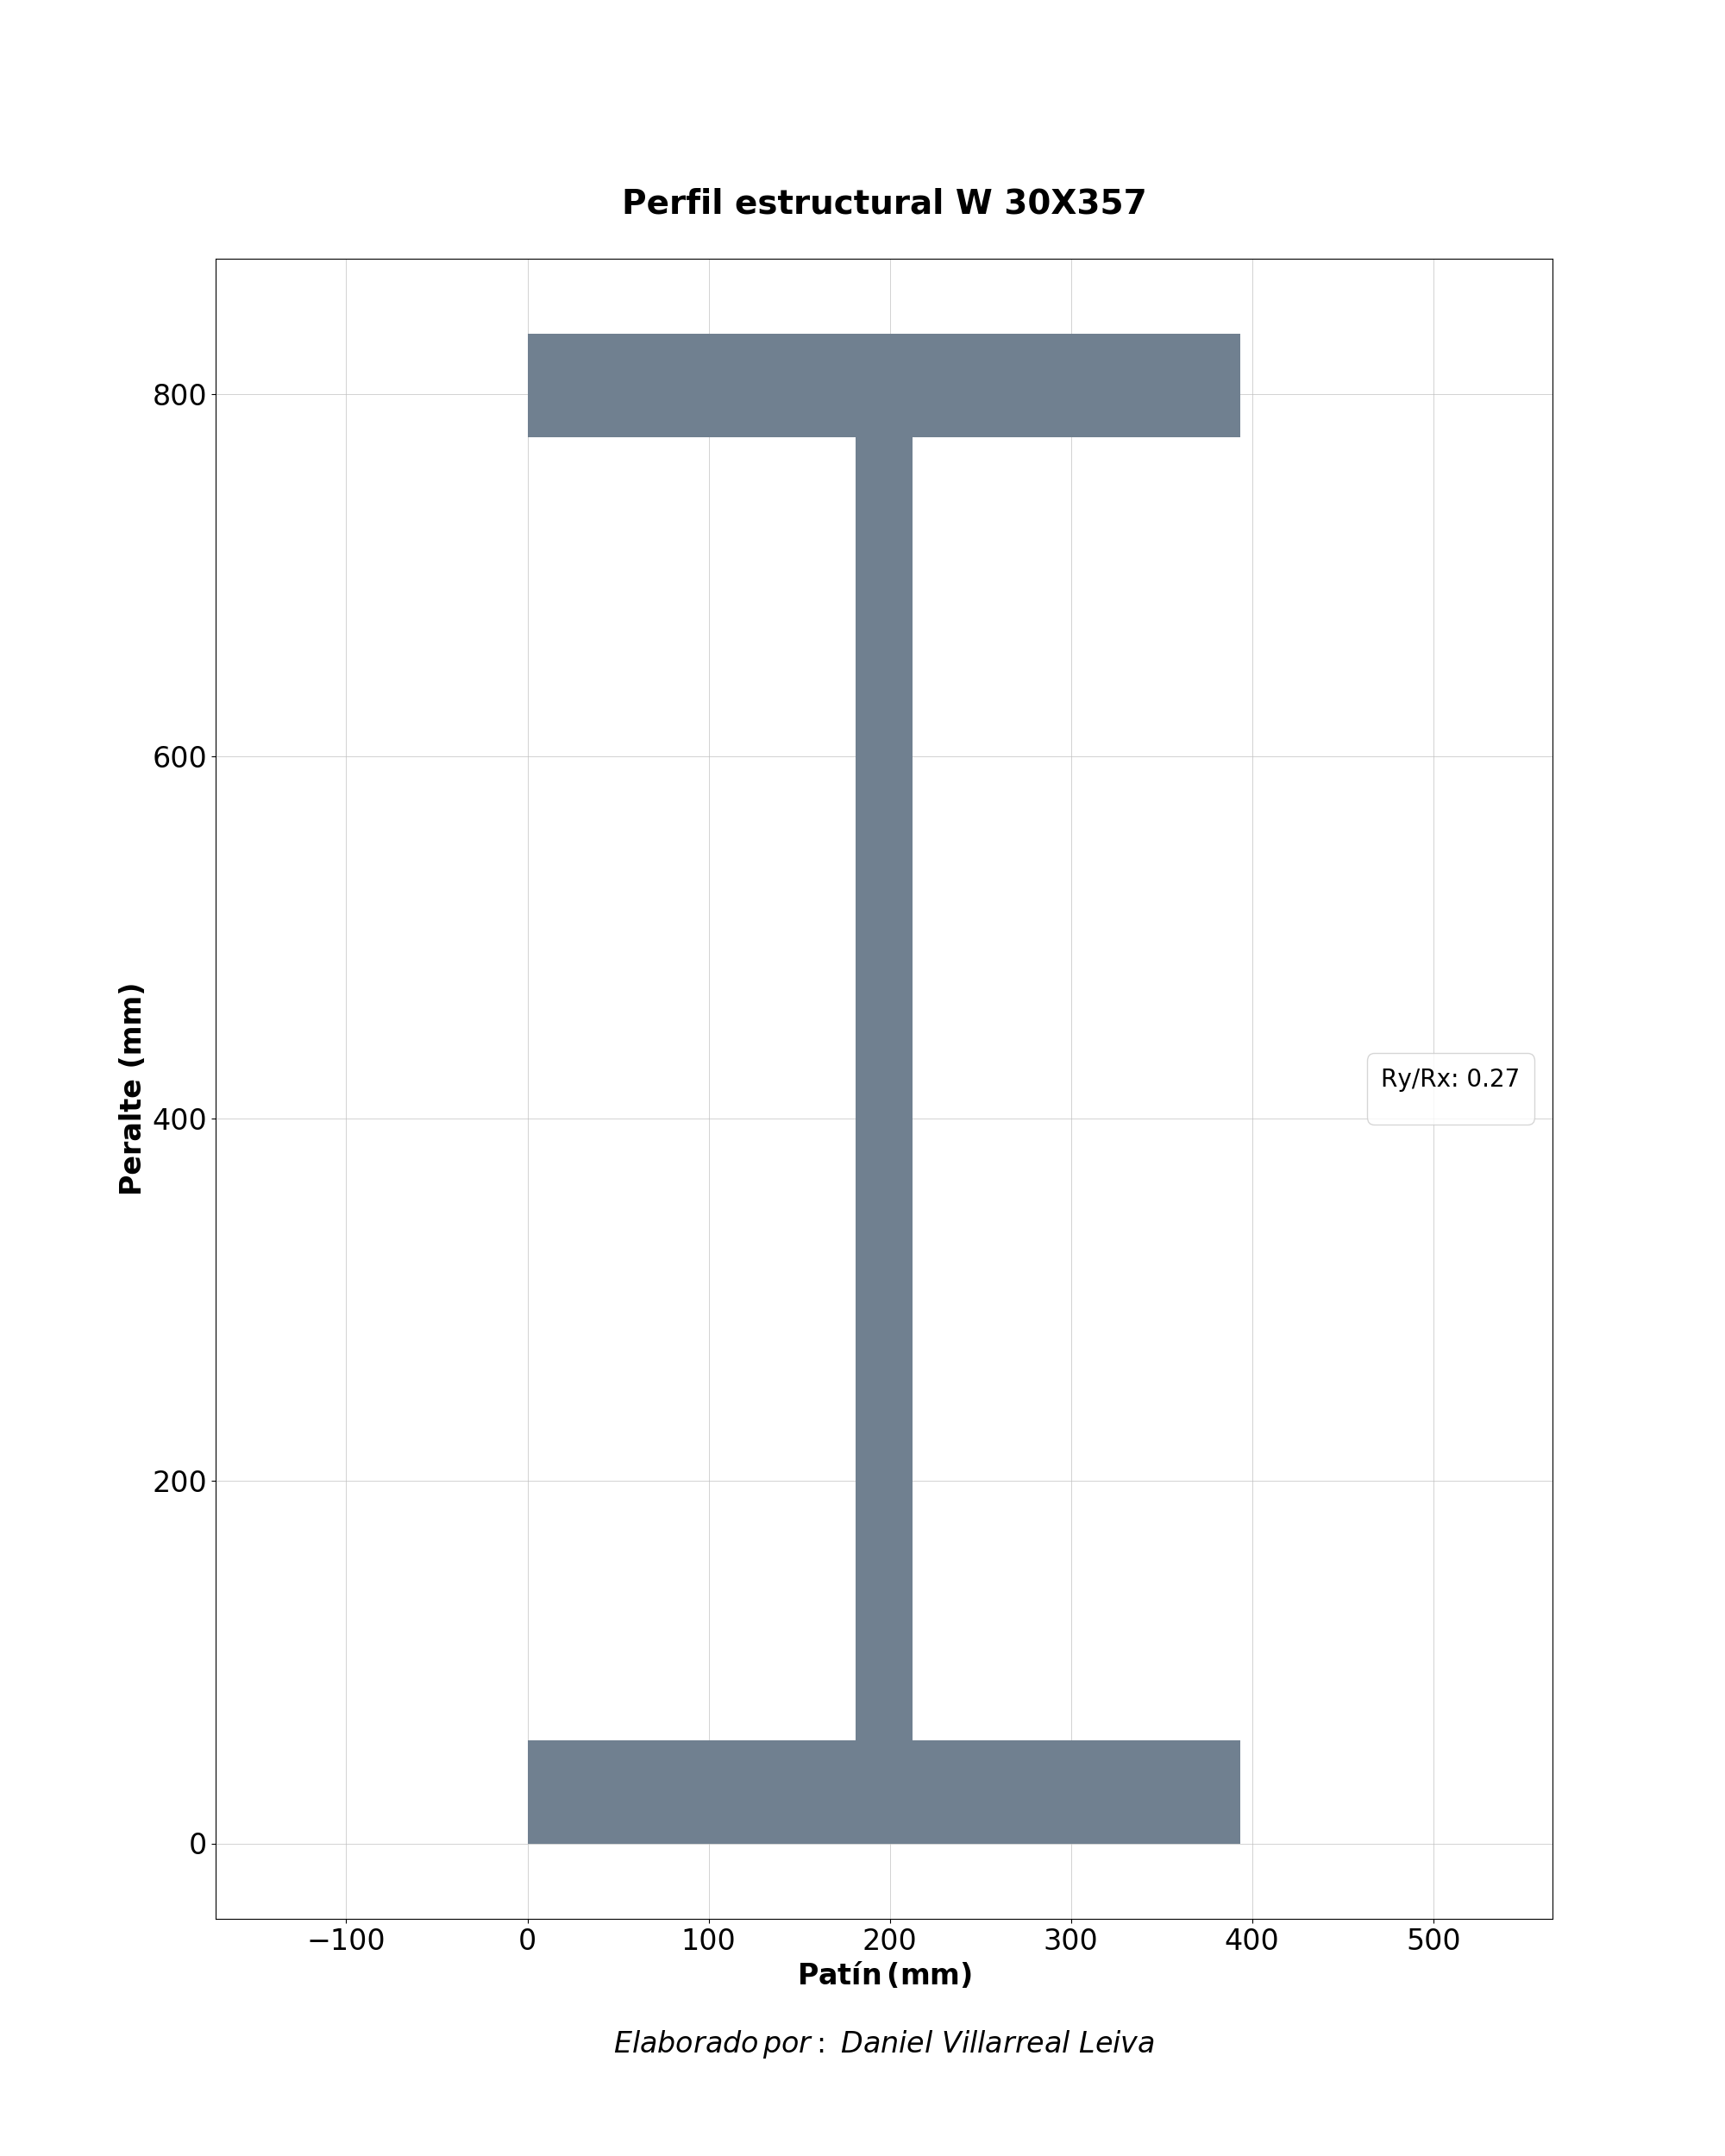 Perfil estructural W 30X357
800
600
400
200
0
Peralte (mm)
Ry/Rx: 0.27
−100 0 100 200 300 400 500
Patín (mm)
Elaborado por: Daniel Villarreal Leiva